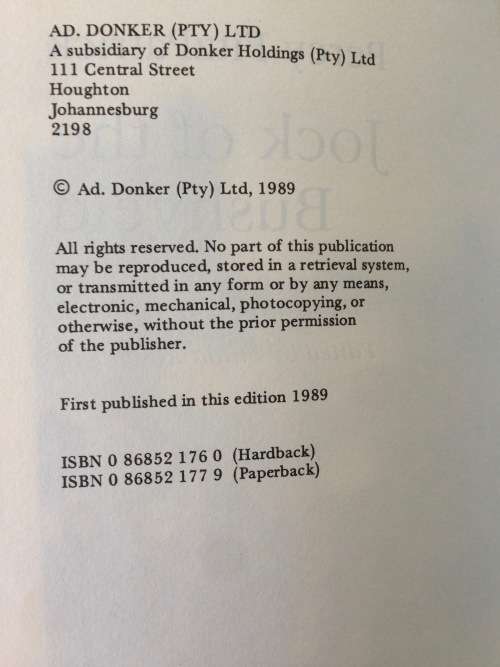 AD. DONKER (PTY) LTD
A subsidiary of Donker Holdings (Pty) Ltd
111 Central Street
Houghton
Johannesburg
2198
© Ad. Donker (Pty) Ltd, 1989
All rights reserved. No part of this publication
may be reproduced, stored in a retrieval system,
or transmitted in any form or by any means,
electronic, mechanical, photocopying, or
otherwise, without the prior permission
of the publisher.
First published in this edition 1989
ISBN 0 86852 176 0 (Hardback)
ISBN 0 86852 177 9 (Paperback)
Jock of the